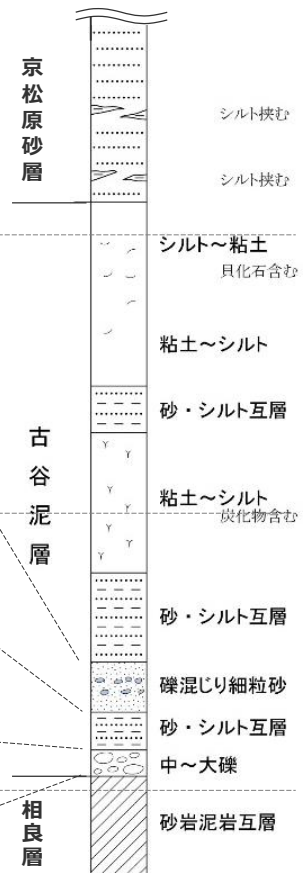 京松原砂層
シルト挟む
シルト挟む
シルト～粘土
貝化石含む
粘土～シルト
砂・シルト互層
古谷泥層
粘土～シルト
炭化物含む
砂・シルト互層
礫混じり細粒砂
砂・シルト互層
中～大礫
相良層
砂岩泥岩互層